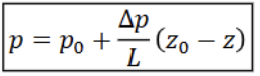 p = p₀ + Δp/L (z₀ − z)